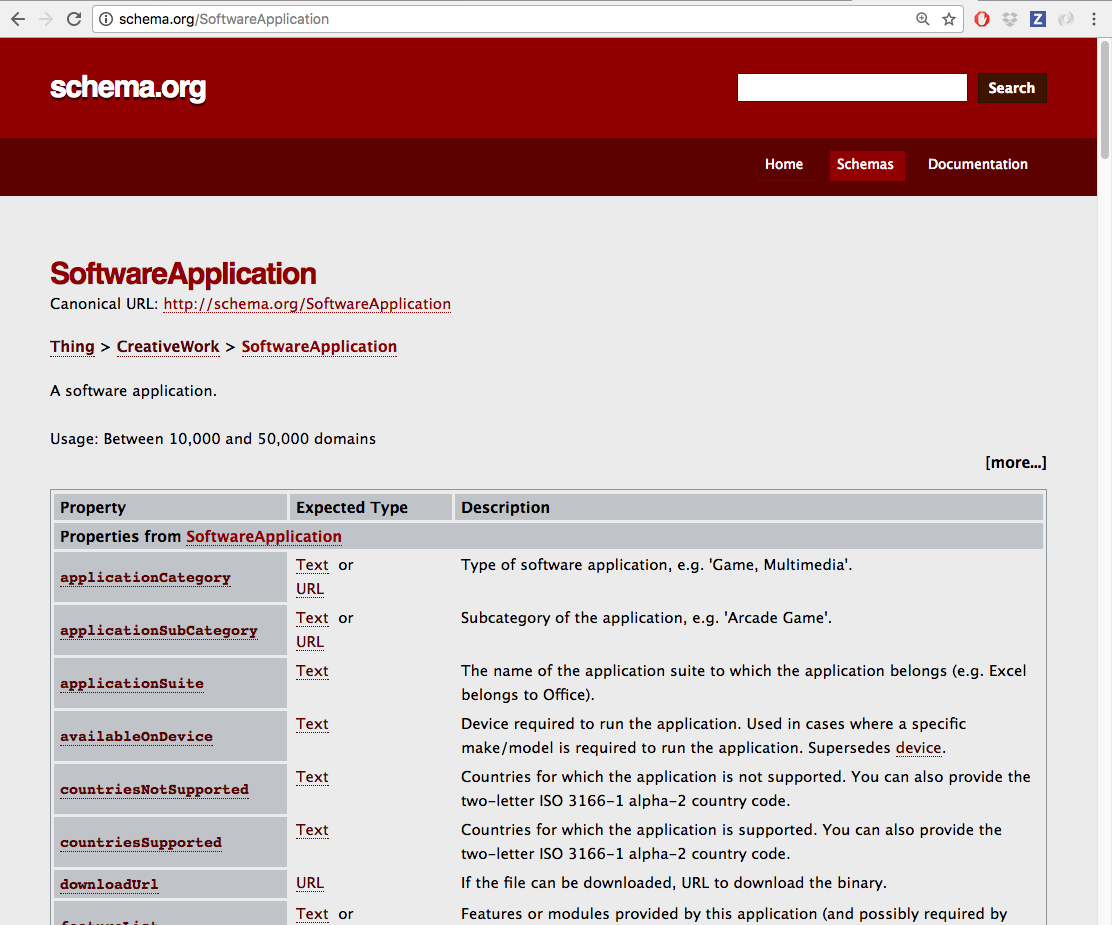 schema.org/SoftwareApplication
schema.org
Search
Home Schemas Documentation
SoftwareApplication
Canonical URL: http://schema.org/SoftwareApplication
Thing > CreativeWork > SoftwareApplication
A software application.
Usage: Between 10,000 and 50,000 domains
[more...]
Property Expected Type Description
Properties from SoftwareApplication
applicationCategory Text or Type of software application, e.g. 'Game, Multimedia'.
URL
applicationSubCategory Text or Subcategory of the application, e.g. 'Arcade Game'.
URL
applicationSuite Text The name of the application suite to which the application belongs (e.g. Excel
belongs to Office).
availableOnDevice Text Device required to run the application. Used in cases where a specific
make/model is required to run the application. Supersedes device.
countriesNotSupported Text Countries for which the application is not supported. You can also provide the
two-letter ISO 3166-1 alpha-2 country code.
countriesSupported Text Countries for which the application is supported. You can also provide the
two-letter ISO 3166-1 alpha-2 country code.
downloadUrl URL If the file can be downloaded, URL to download the binary.
Text or Features or modules provided by this application (and possibly required by